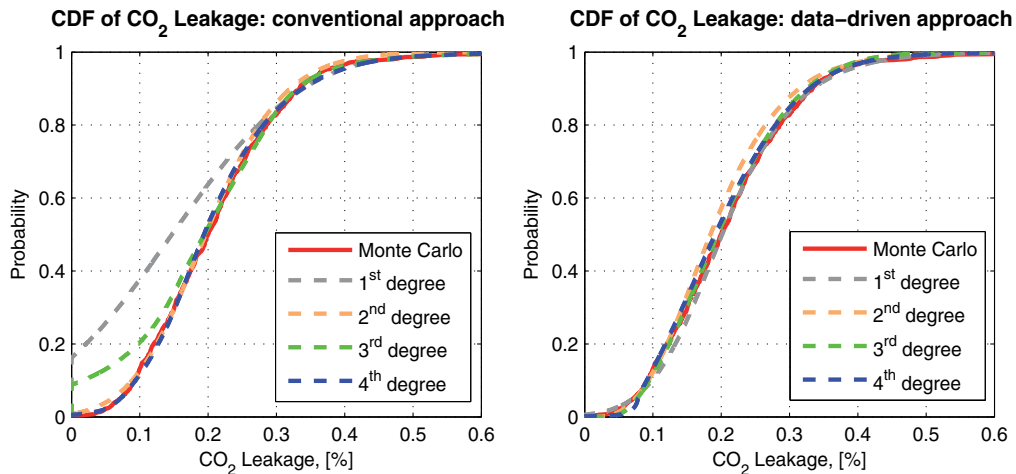 CDF of CO2 Leakage: conventional approach
1
0.8
0.6
0.4
0.2
0
Probability
0 0.1 0.2 0.3 0.4 0.5 0.6
CO2 Leakage, [%]
Monte Carlo
1st degree
2nd degree
3rd degree
4th degree
CDF of CO2 Leakage: data−driven approach
1
0.8
0.6
0.4
0.2
0
Probability
0 0.1 0.2 0.3 0.4 0.5 0.6
CO2 Leakage, [%]
Monte Carlo
1st degree
2nd degree
3rd degree
4th degree